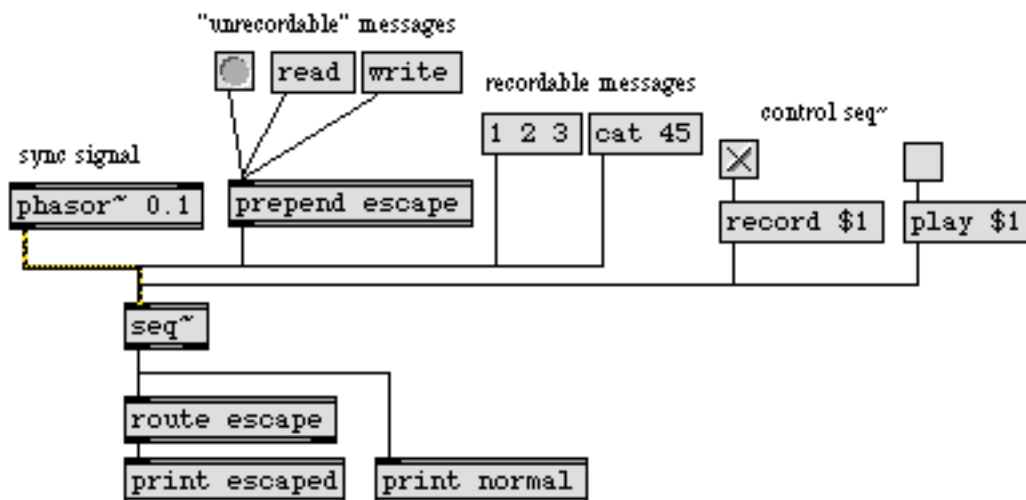 "unrecordable" messages
read
write
recordable messages
control seq~
1 2 3
cat 45
sync signal
phasor~ 0.1
prepend escape
record $1
play $1
seq~
route escape
print escaped
print normal